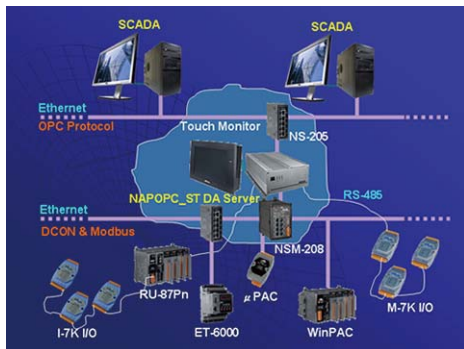 SCADA
SCADA
Ethernet
OPC Protocol
Touch Monitor
NS-205
NAPOPC_ST DA Server
RS-485
Ethernet
DCON & Modbus
NSM-208
RU-87Pn
μPAC
I-7K I/O
ET-6000
WinPAC
M-7K I/O